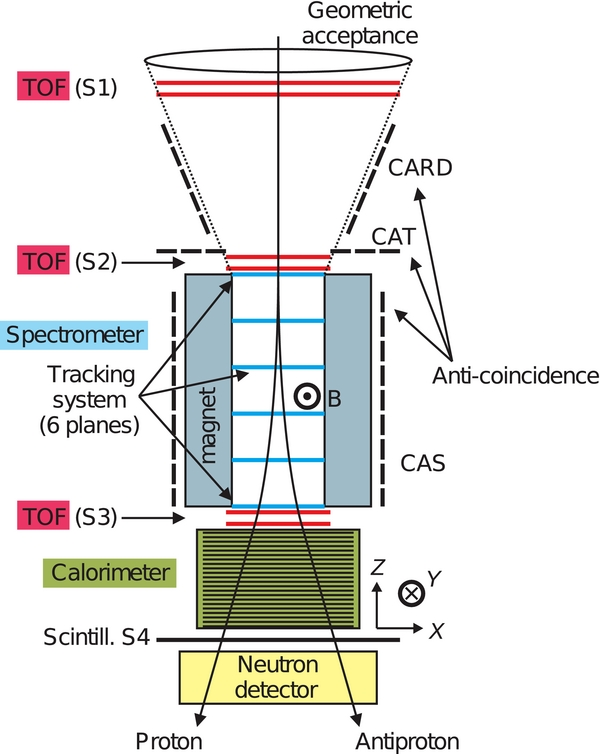 Geometric
acceptance
TOF (S1)
CARD
CAT
TOF (S2)
Spectrometer
Tracking
system
(6 planes)
magnet
B
Anti-coincidence
CAS
TOF (S3)
Calorimeter
Z
Y
X
Scintill. S4
Neutron
detector
Proton
Antiproton